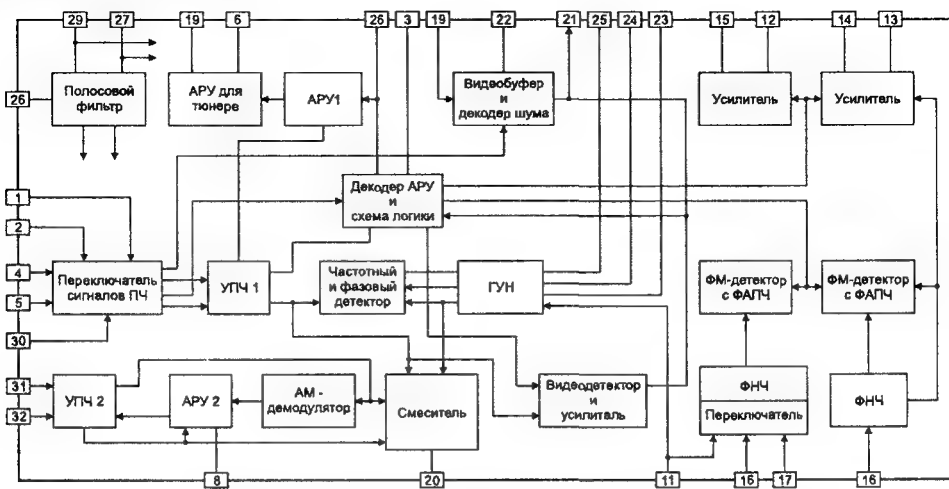 29 27 19 6 26 3 19 22 21 25 24 23 15 12 14 13
26
Полосовой
фильтр
АРУ для
тюнере
АРУ1
Видеобуфер
и
декодер шума
Усилитель
Усилитель
1
2
4
5
30
31
32
Декодер АРУ
и
схема логики
Переключатель
сигналов ПЧ
УПЧ 1
Частотный
и фазовый
детектор
ГУН
ФМ-детектор
с ФАПЧ
ФМ-детектор
с ФАПЧ
УПЧ 2
АРУ 2
АМ -
демодулятор
Смеситель
Видеодетектор
и
усилиталь
ФНЧ
Переключатель
ФНЧ
8 20 11 16 17 16